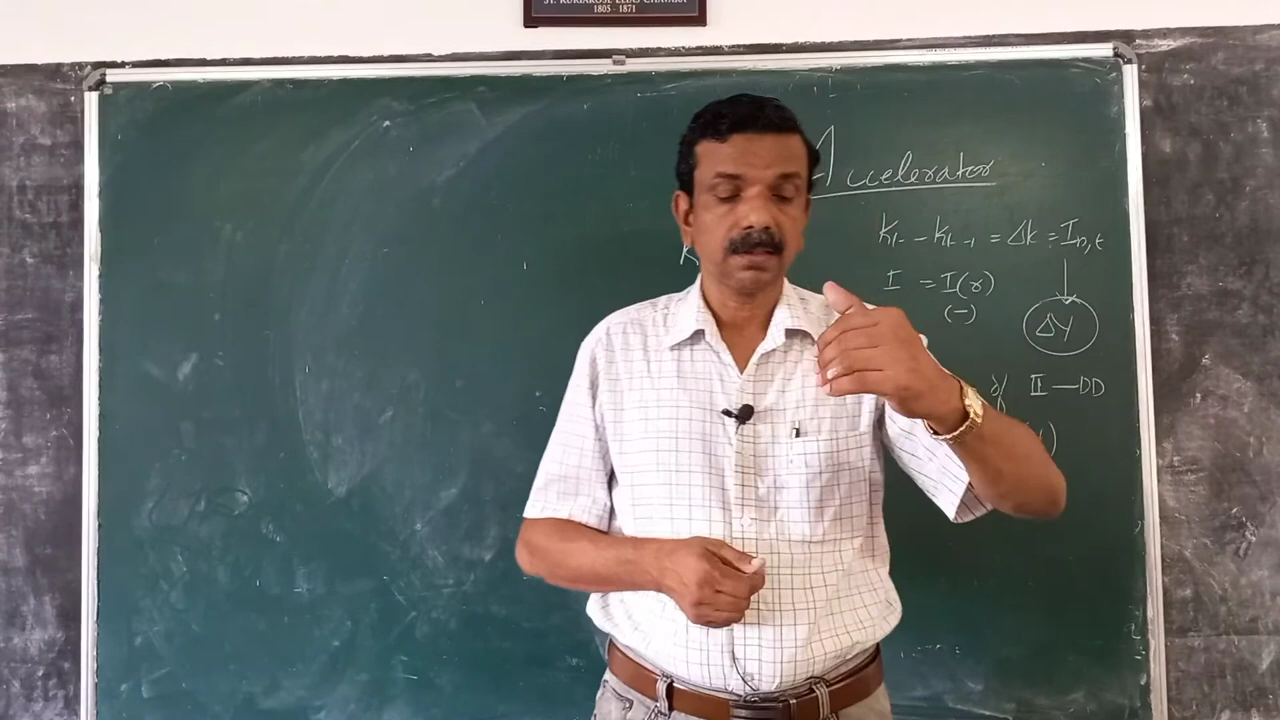 ST. KURIAKOSE ELIAS CHAVARA
1805 - 1871
Accelerator
K
Kt - Kt-1 = Δk = In,t
I = I(r)
(-)
ΔY
II — DD
)